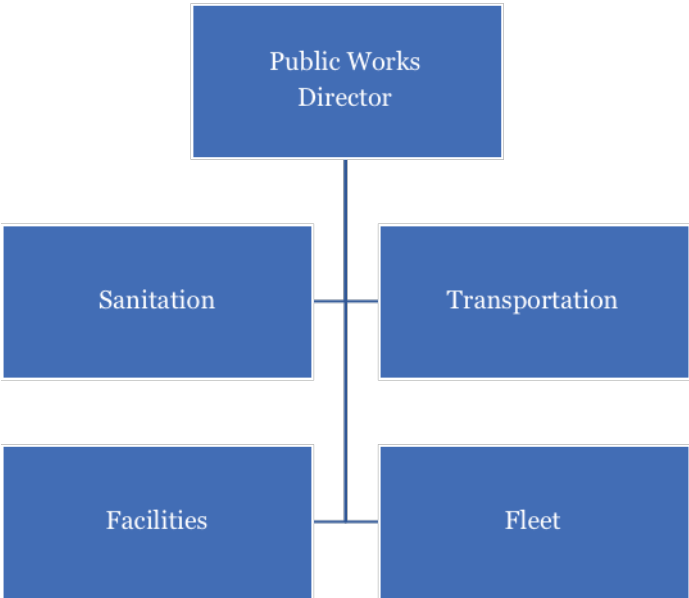 Public Works
Director
Sanitation
Transportation
Facilities
Fleet